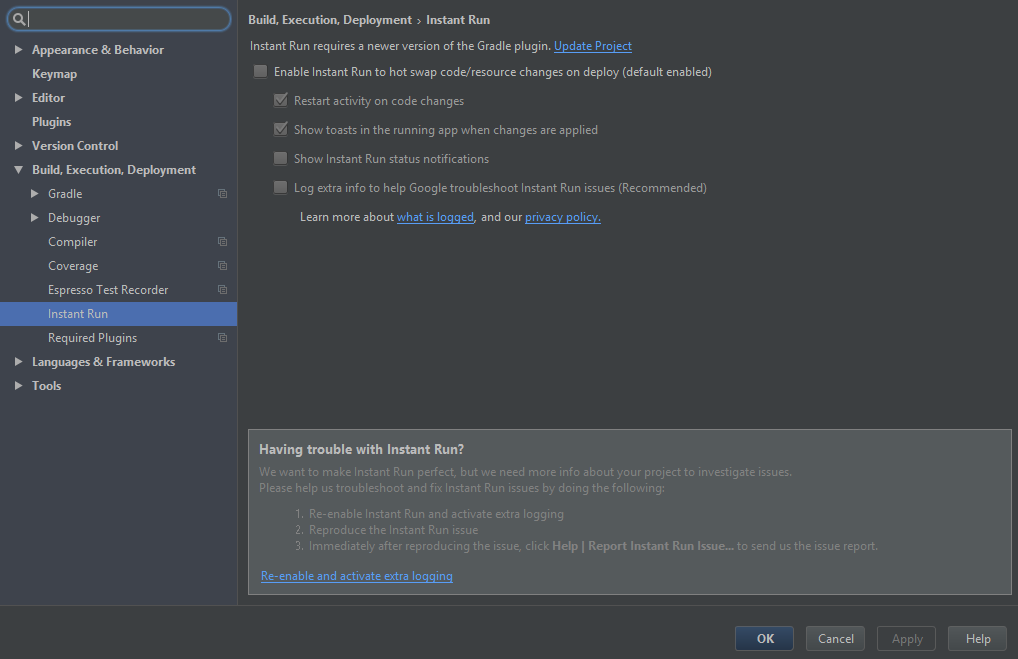 Appearance & Behavior
Keymap
Editor
Plugins
Version Control
Build, Execution, Deployment
Gradle
Debugger
Compiler
Coverage
Espresso Test Recorder
Instant Run
Required Plugins
Languages & Frameworks
Tools
Build, Execution, Deployment › Instant Run
Instant Run requires a newer version of the Gradle plugin. Update Project
Enable Instant Run to hot swap code/resource changes on deploy (default enabled)
Restart activity on code changes
Show toasts in the running app when changes are applied
Show Instant Run status notifications
Log extra info to help Google troubleshoot Instant Run issues (Recommended)
Learn more about what is logged, and our privacy policy.
Having trouble with Instant Run?
We want to make Instant Run perfect, but we need more info about your project to investigate issues.
Please help us troubleshoot and fix Instant Run issues by doing the following:
1. Re-enable Instant Run and activate extra logging
2. Reproduce the Instant Run issue
3. Immediately after reproducing the issue, click Help | Report Instant Run Issue... to send us the issue report.
Re-enable and activate extra logging
OK
Cancel
Apply
Help